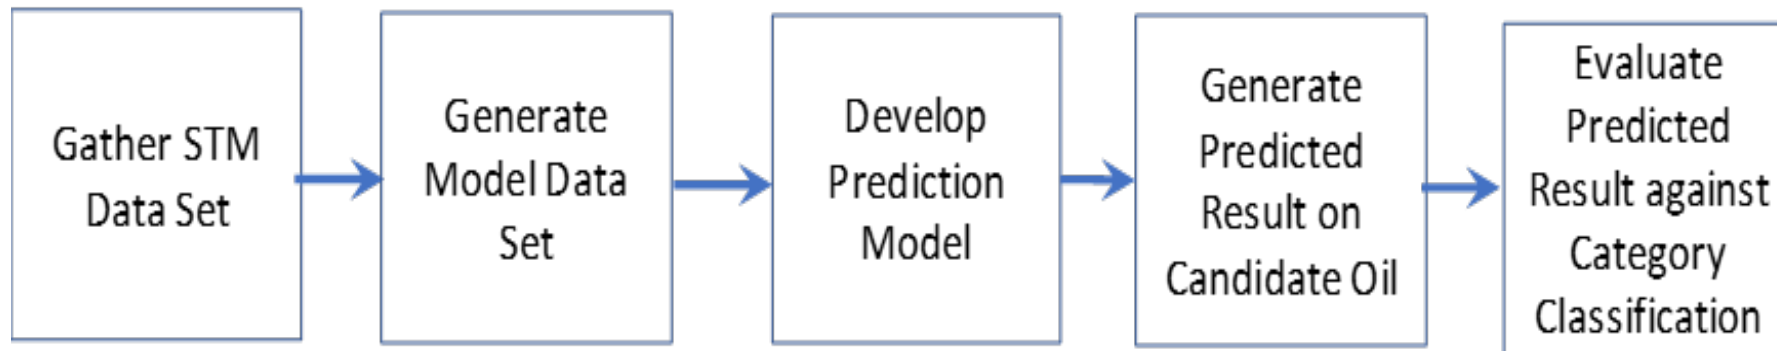 Gather STM
Data Set
Generate
Model Data
Set
Develop
Prediction
Model
Generate
Predicted
Result on
Candidate Oil
Evaluate
Predicted
Result against
Category
Classification